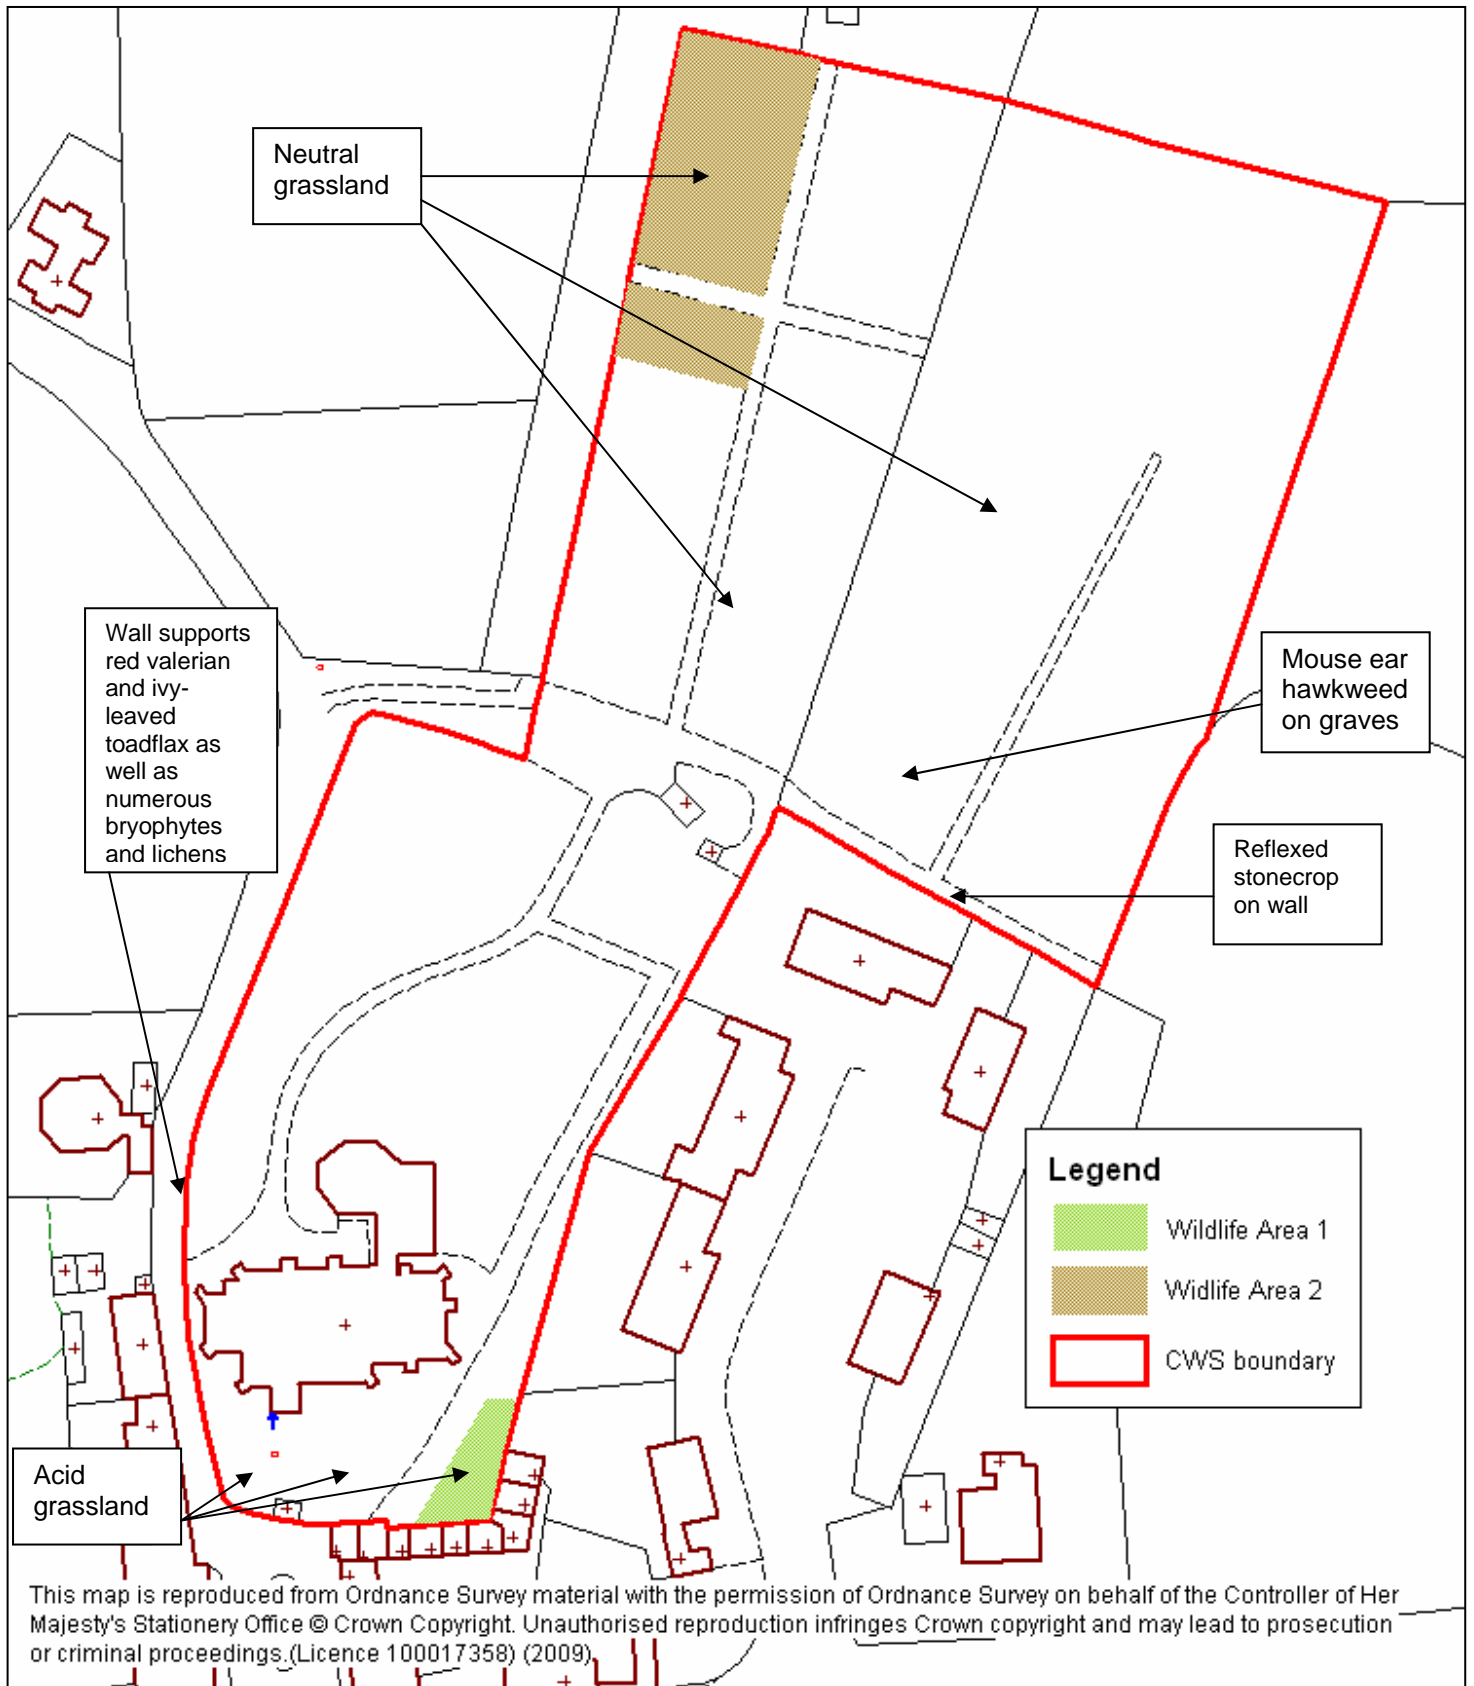 Neutral
grassland
Wall supports
red valerian
and ivy-
leaved
toadflax as
well as
numerous
bryophytes
and lichens
Mouse ear
hawkweed
on graves
Reflexed
stonecrop
on wall
Legend
Wildlife Area 1
Widlife Area 2
CWS boundary
Acid
grassland
This map is reproduced from Ordnance Survey material with the permission of Ordnance Survey on behalf of the Controller of Her
Majesty's Stationery Office © Crown Copyright. Unauthorised reproduction infringes Crown copyright and may lead to prosecution
or criminal proceedings.(Licence 100017358) (2009)